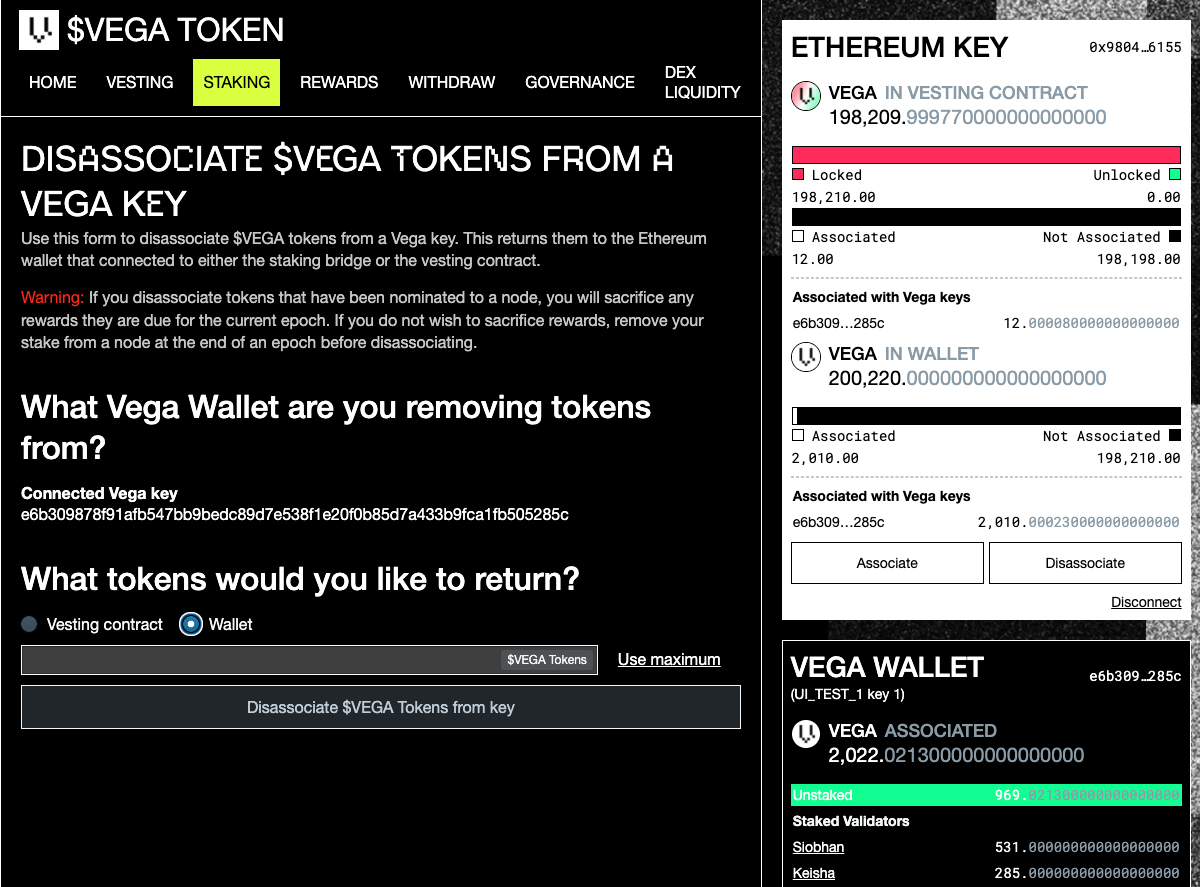 $VEGA TOKEN
HOME VESTING STAKING REWARDS WITHDRAW GOVERNANCE DEX LIQUIDITY
DISASSOCIATE $VEGA TOKENS FROM A
VEGA KEY
Use this form to disassociate $VEGA tokens from a Vega key. This returns them to the Ethereum
wallet that connected to either the staking bridge or the vesting contract.
Warning: If you disassociate tokens that have been nominated to a node, you will sacrifice any
rewards they are due for the current epoch. If you do not wish to sacrifice rewards, remove your
stake from a node at the end of an epoch before disassociating.
What Vega Wallet are you removing tokens
from?
Connected Vega key
e6b309878f91afb547bb9bedc89d7e538f1e20f0b85d7a433b9fca1fb505285c
What tokens would you like to return?
Vesting contract Wallet
$VEGA Tokens Use maximum
Disassociate $VEGA Tokens from key
ETHEREUM KEY 0x9804…6155
VEGA IN VESTING CONTRACT
198,209.999770000000000000
Locked Unlocked
198,210.00 0.00
Associated Not Associated
12.00 198,198.00
Associated with Vega keys
e6b309…285c 12.000080000000000000
VEGA IN WALLET
200,220.000000000000000000
Associated Not Associated
2,010.00 198,210.00
Associated with Vega keys
e6b309…285c 2,010.000230000000000000
Associate Disassociate
Disconnect
VEGA WALLET e6b309…285c
(UI_TEST_1 key 1)
VEGA ASSOCIATED
2,022.021300000000000000
Unstaked 969.021300000000000000
Staked Validators
Siobhan 531.000000000000000000
Keisha 285.000000000000000000